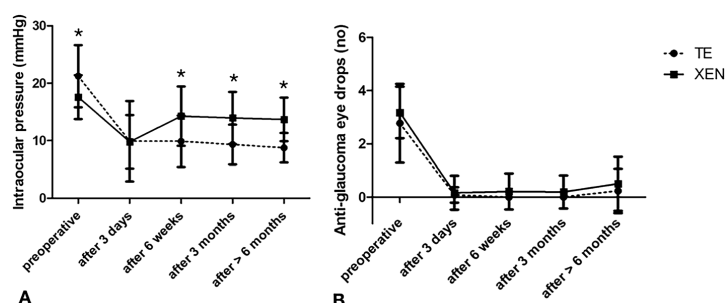 Intraocular pressure (mmHg)
30
20
10
0
*
*
*
*
preoperative
after 3 days
after 6 weeks
after 3 months
after > 6 months
A
Anti-glaucoma eye drops (no)
6
4
2
0
preoperative
after 3 days
after 6 weeks
after 3 months
after > 6 months
B
TE
XEN